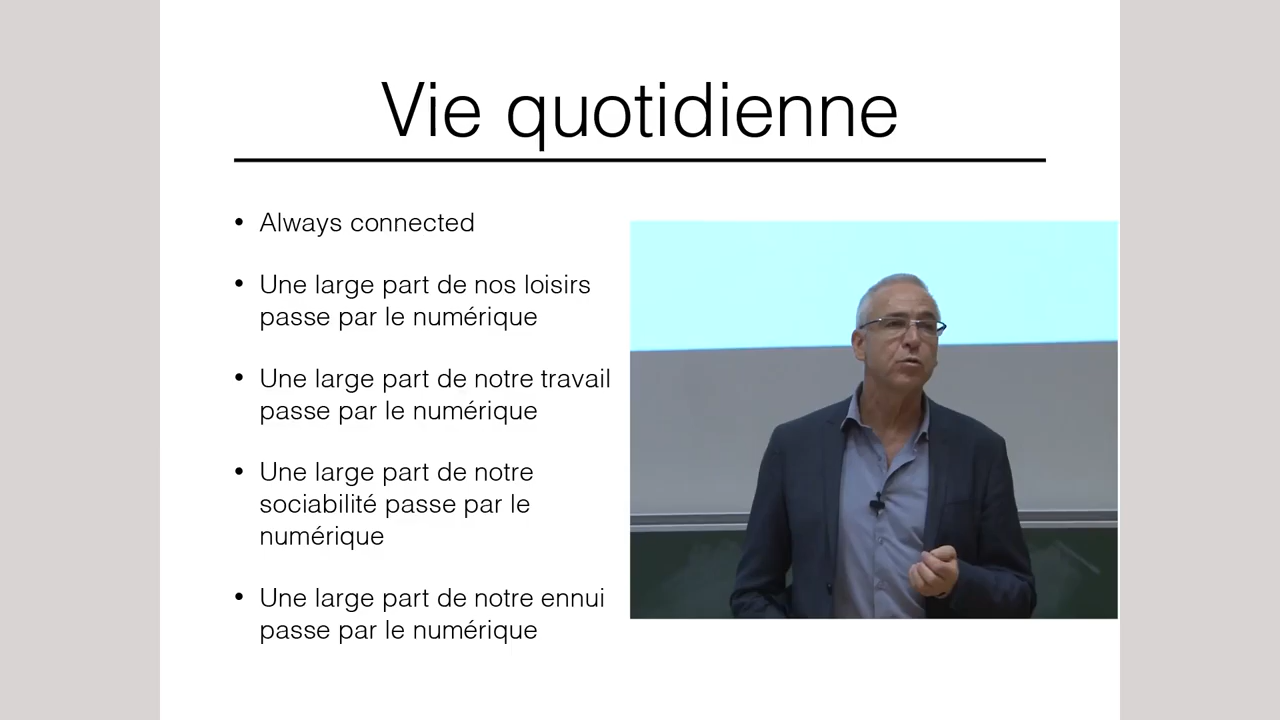 Vie quotidienne
• Always connected
• Une large part de nos loisirs
passe par le numérique
• Une large part de notre travail
passe par le numérique
• Une large part de notre
sociabilité passe par le
numérique
• Une large part de notre ennui
passe par le numérique